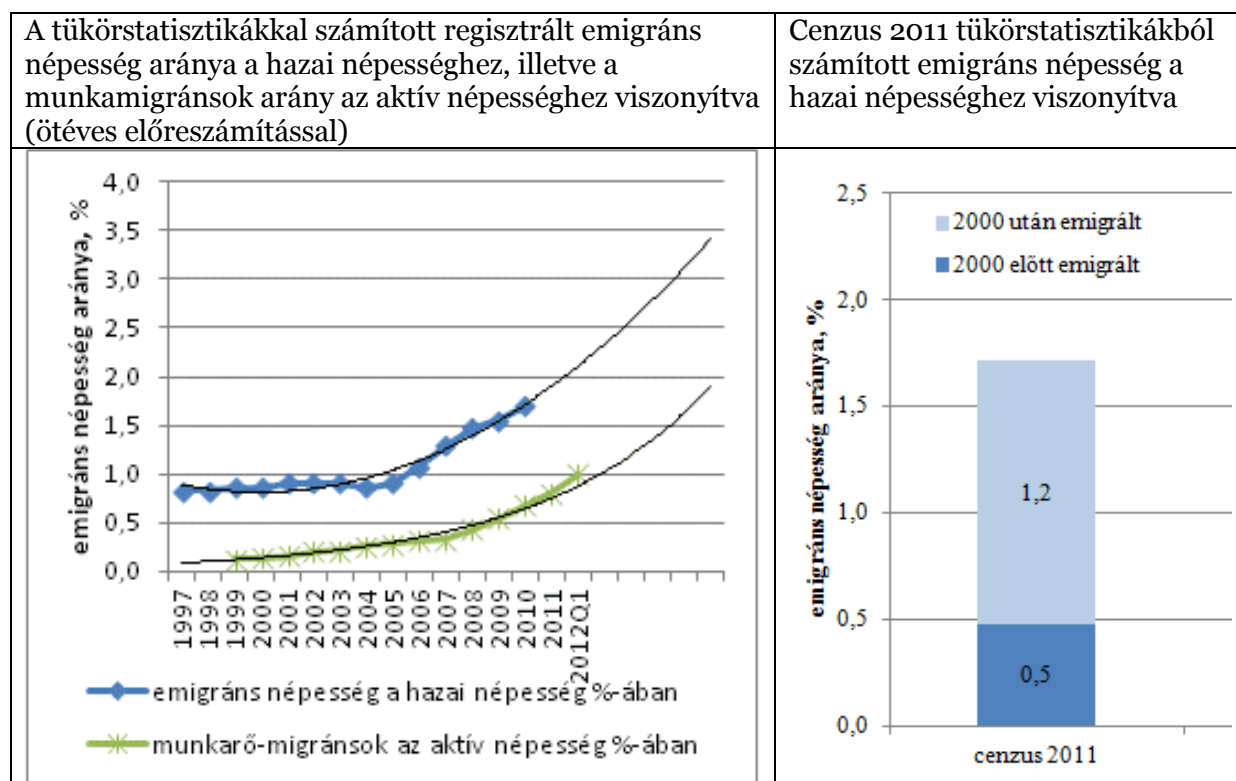 A tükörstatisztikákkal számított regisztrált emigráns
népesség aránya a hazai népességhez, illetve a
munkamigránsok arány az aktív népességhez viszonyítva
(ötéves előreszámítással)
Cenzus 2011 tükörstatisztikákból
számított emigráns népesség a
hazai népességhez viszonyítva
emigráns népesség aránya, %
4,0
3,5
3,0
2,5
2,0
1,5
1,0
0,5
0,0
1997
1998
1999
2000
2001
2002
2003
2004
2005
2006
2007
2008
2009
2010
2011
2012Q1
emigráns népesség a hazai népesség %-ában
munkarő-migránsok az aktív népesség %-ában
emigráns népesség aránya, %
2,5
2,0
1,5
1,0
0,5
0,0
2000 után emigrált
2000 előtt emigrált
1,2
0,5
cenzus 2011